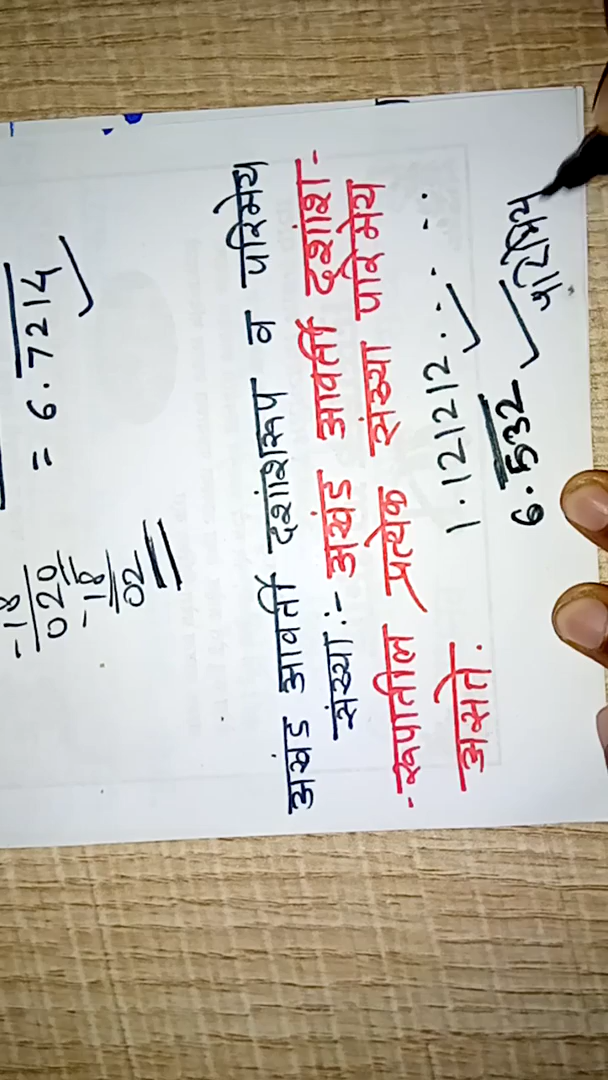 -18
020
-18
02
= 6.7214
अखंड आवर्ती दशांशरूप व परिमेय
संख्या :- अखंड आवर्ती दशांश-
-रूपातील प्रत्येक संख्या परिमेय
असते.
1.121212.......
6.532 परिमेय